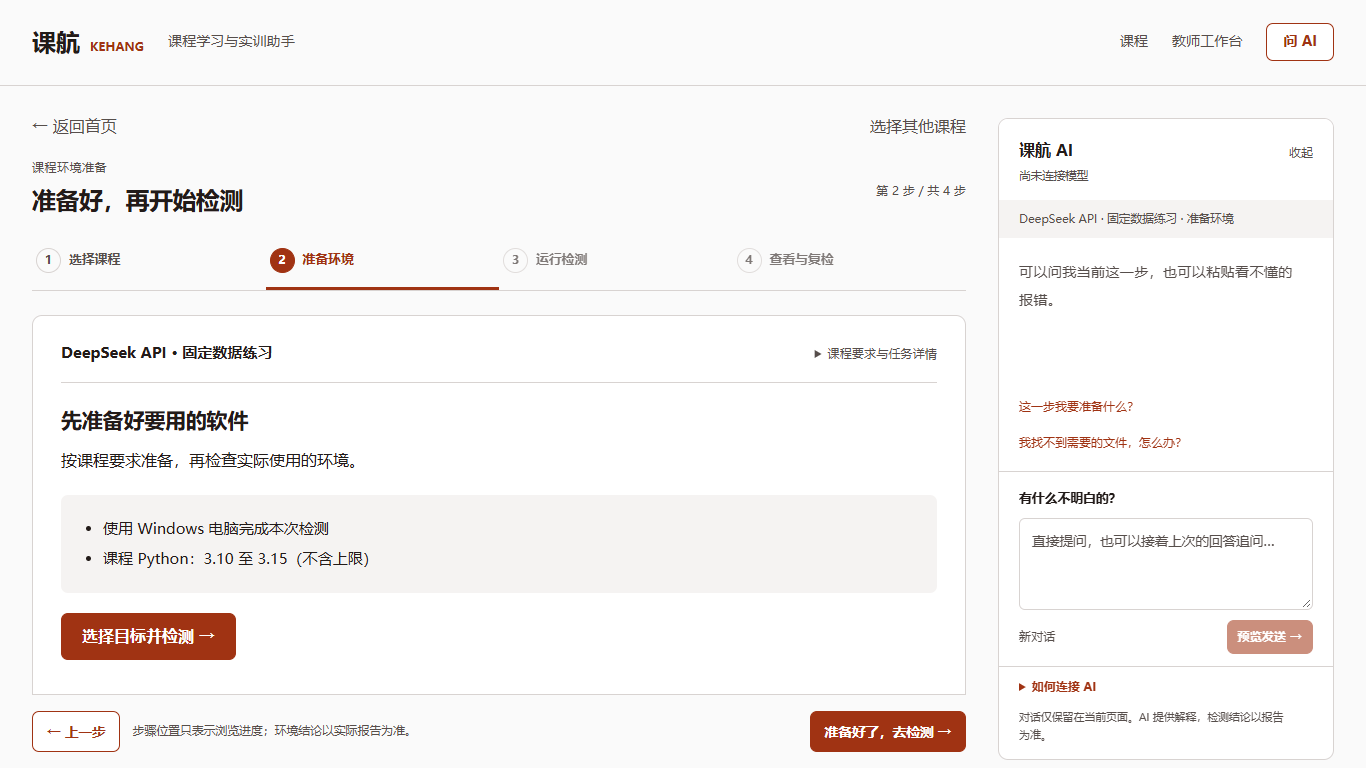 课航 KEHANG 课程学习与实训助手
课程 教师工作台 问 AI
← 返回首页
选择其他课程
课程环境准备
准备好，再开始检测
第 2 步 / 共 4 步
1 选择课程
2 准备环境
3 运行检测
4 查看与复检
DeepSeek API · 固定数据练习
▶ 课程要求与任务详情
先准备好要用的软件
按课程要求准备，再检查实际使用的环境。
• 使用 Windows 电脑完成本次检测
• 课程 Python：3.10 至 3.15（不含上限）
选择目标并检测 →
← 上一步
步骤位置只表示浏览进度；环境结论以实际报告为准。
准备好了，去检测 →
课航 AI
收起
尚未连接模型
DeepSeek API · 固定数据练习 · 准备环境
可以问我当前这一步，也可以粘贴看不懂的
报错。
这一步我要准备什么？
我找不到需要的文件，怎么办？
有什么不明白的？
直接提问，也可以接着上次的回答追问…
新对话
预览发送 →
▶ 如何连接 AI
对话仅保留在当前页面。AI 提供解释，检测结论以报告
为准。